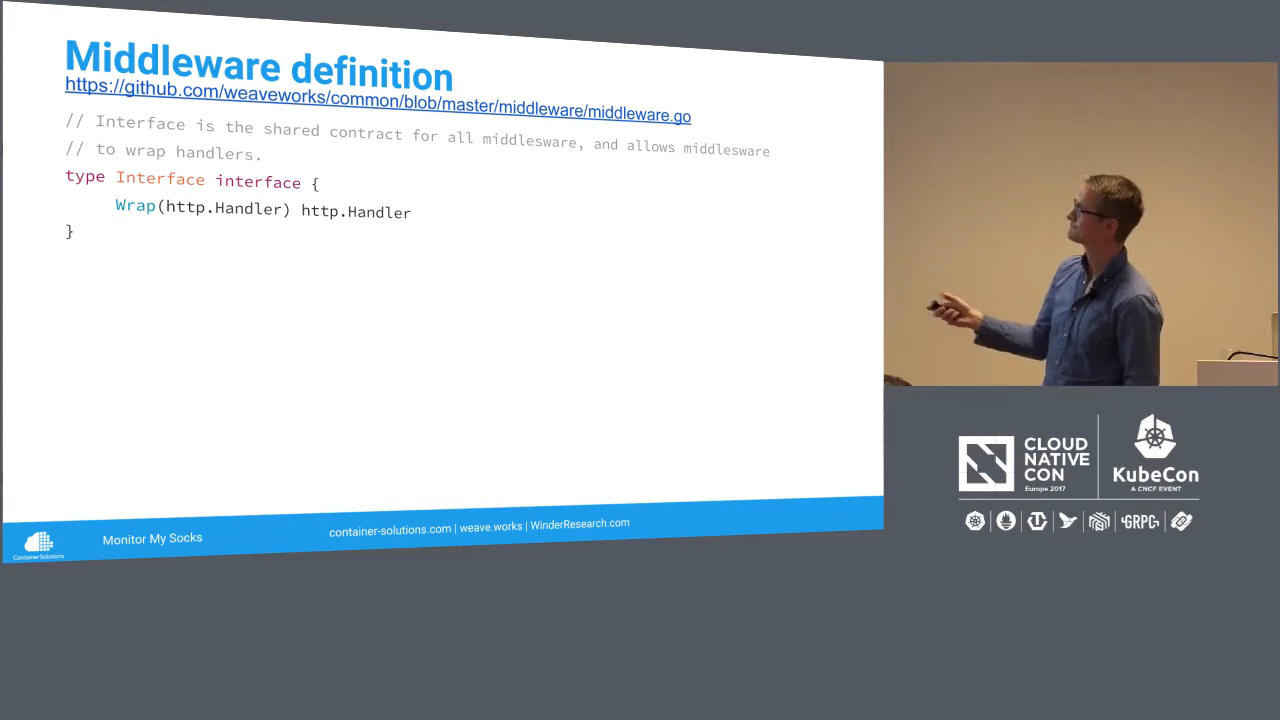 Middleware definition
https://github.com/weaveworks/common/blob/master/middleware/middleware.go
// Interface is the shared contract for all middlesware, and allows middlesware
// to wrap handlers.
type Interface interface {
Wrap(http.Handler) http.Handler
}
ContainerSolutions
Monitor My Socks
container-solutions.com | weave.works | WinderResearch.com
CLOUD
NATIVE
CON
Europe 2017
KubeCon
A CNCF EVENT
GRPC